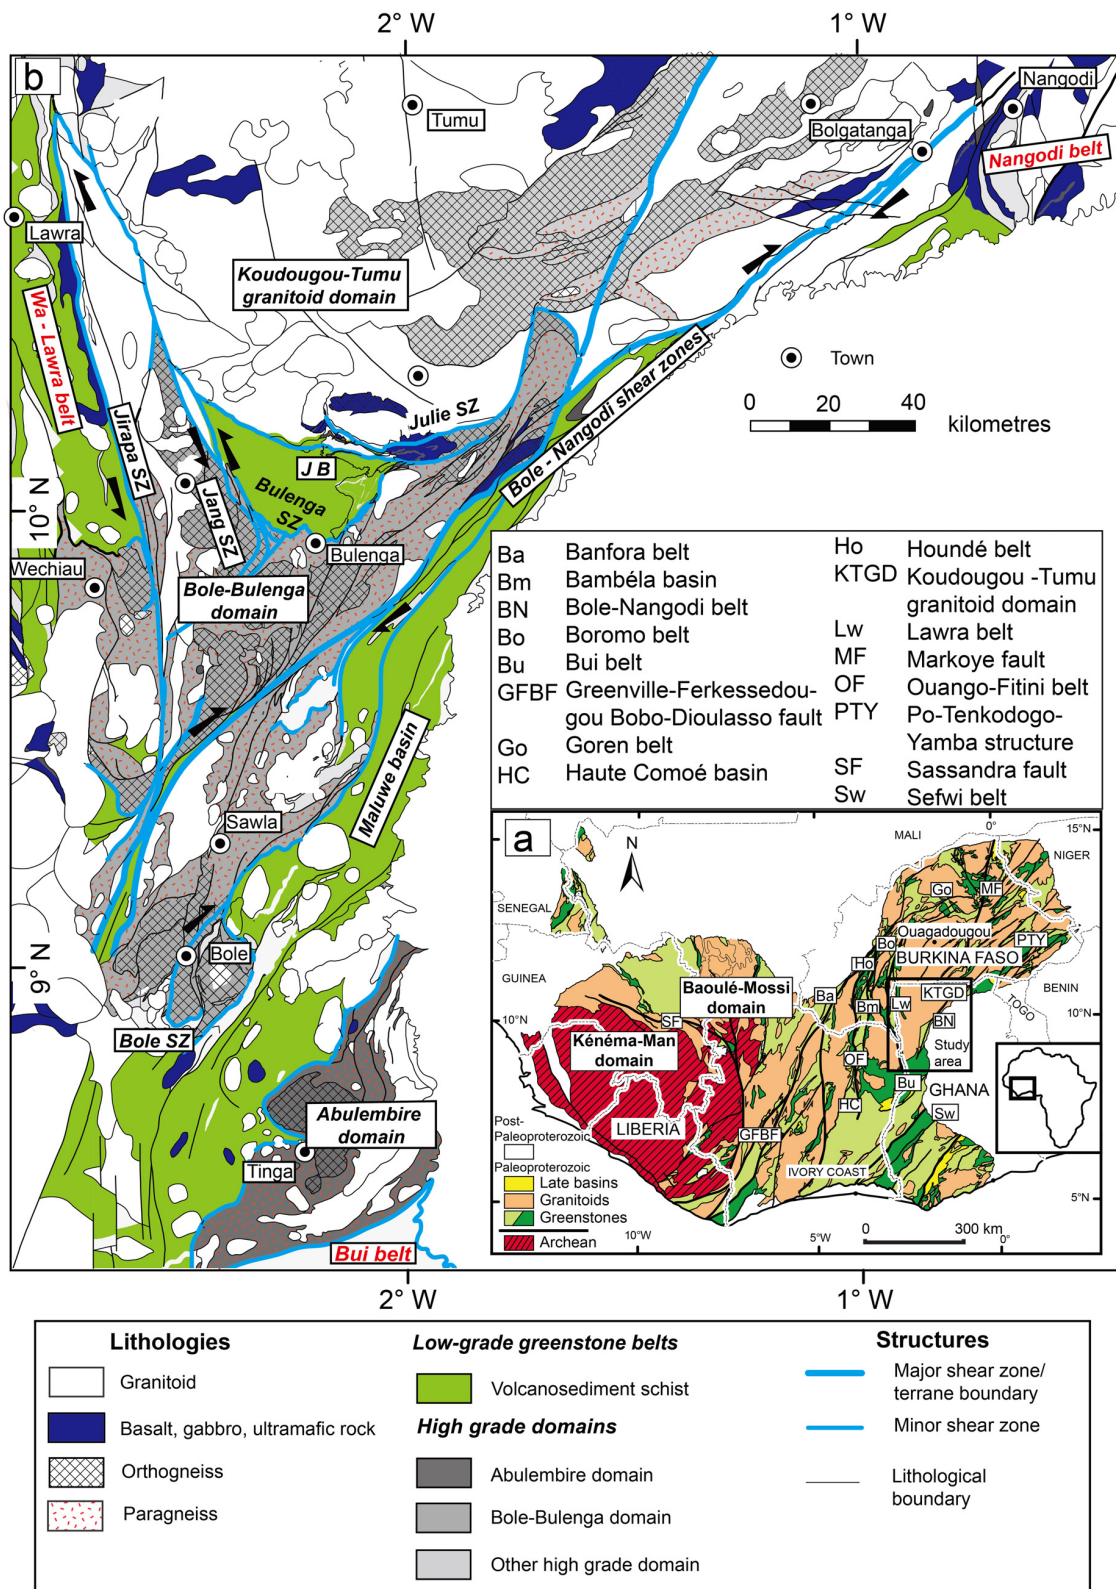 2° W
1° W
b
Nangodi
Tumu
Bolgatanga
Nangodi belt
Lawra
Koudougou-Tumu
granitoid domain
Wa - Lawra belt
Town
0 20 40
kilometres
Julie SZ
Bole - Nangodi shear zones
Jirapa SZ
J B
Bulenga
SZ
Jang SZ
10° N
Bulenga
Wechiau
Bole-Bulenga
domain
Ba Banfora belt
Bm Bambéla basin
BN Bole-Nangodi belt
Bo Boromo belt
Bu Bui belt
GFBF Greenville-Ferkessedou-
gou Bobo-Dioulasso fault
Go Goren belt
HC Haute Comoé basin
Ho Houndé belt
KTGD Koudougou -Tumu
granitoid domain
Lw Lawra belt
MF Markoye fault
OF Ouango-Fitini belt
PTY Po-Tenkodogo-
Yamba structure
SF Sassandra fault
Sw Sefwi belt
Maluwe basin
Sawla
Bole
9° N
Bole SZ
Abulembire
domain
Tinga
Bui belt
a
N
MALI
0°
15°N
NIGER
SENEGAL
Go
MF
Ouagadougou
PTY
Bo
BURKINA FASO
Ho
GUINEA
Baoulé-Mossi
domain
BENIN
Ba
KTGD
Lw
Bm
TOGO
10°N
SF
BN
10°N
Kénéma-Man
domain
Study
area
OF
Bu
GHANA
HC
Sw
LIBERIA
Post-
Paleoproterozoic
GFBF
Paleoproterozoic
IVORY COAST
Late basins
Granitoids
5°N
Greenstones
0 300 km
Archean
10°W
5°W
0°
2° W
1° W
Lithologies
Granitoid
Basalt, gabbro, ultramafic rock
Orthogneiss
Paragneiss
Low-grade greenstone belts
Volcanosediment schist
High grade domains
Abulembire domain
Bole-Bulenga domain
Other high grade domain
Structures
Major shear zone/
terrane boundary
Minor shear zone
Lithological
boundary